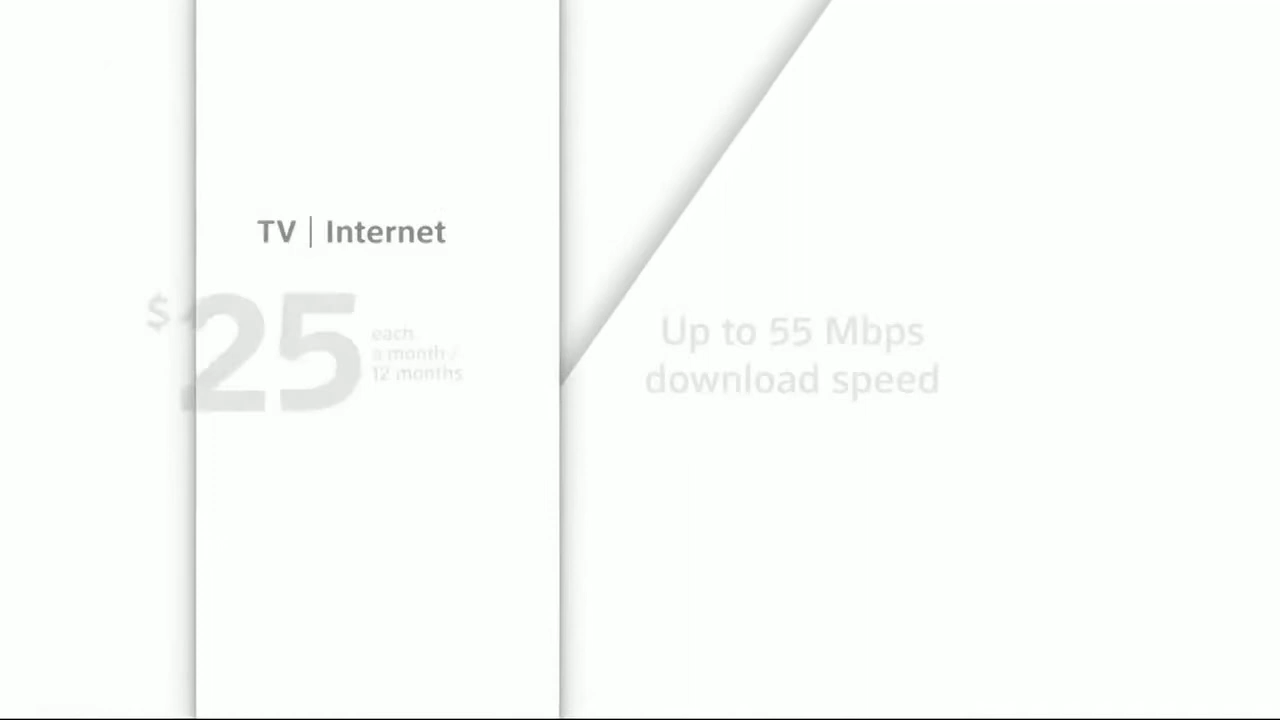 TV | Internet
$25
each
a month /
12 months
Up to 55 Mbps
download speed